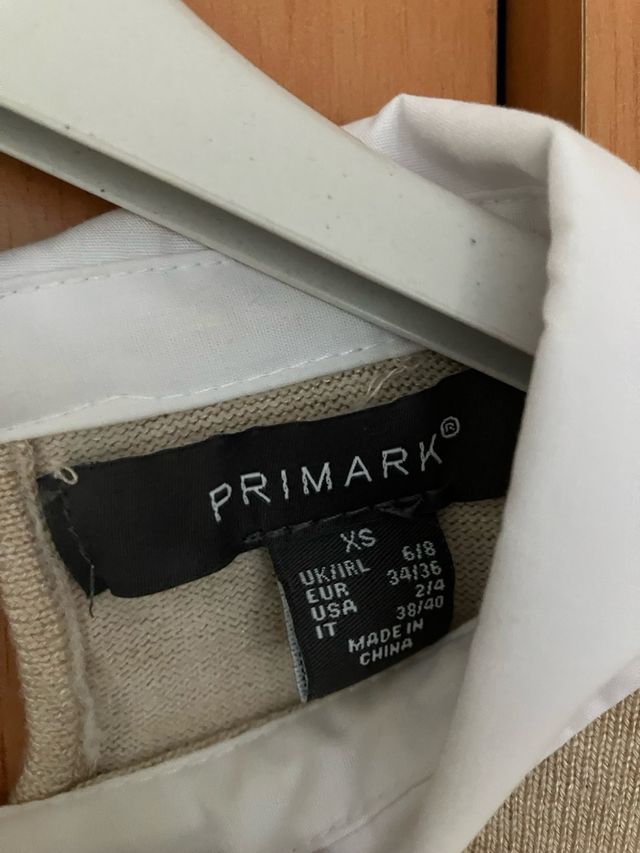 PRIMARK®
XS
UK/IRL 6/8
EUR 34/36
USA 2/4
IT 38/40
MADE IN
CHINA